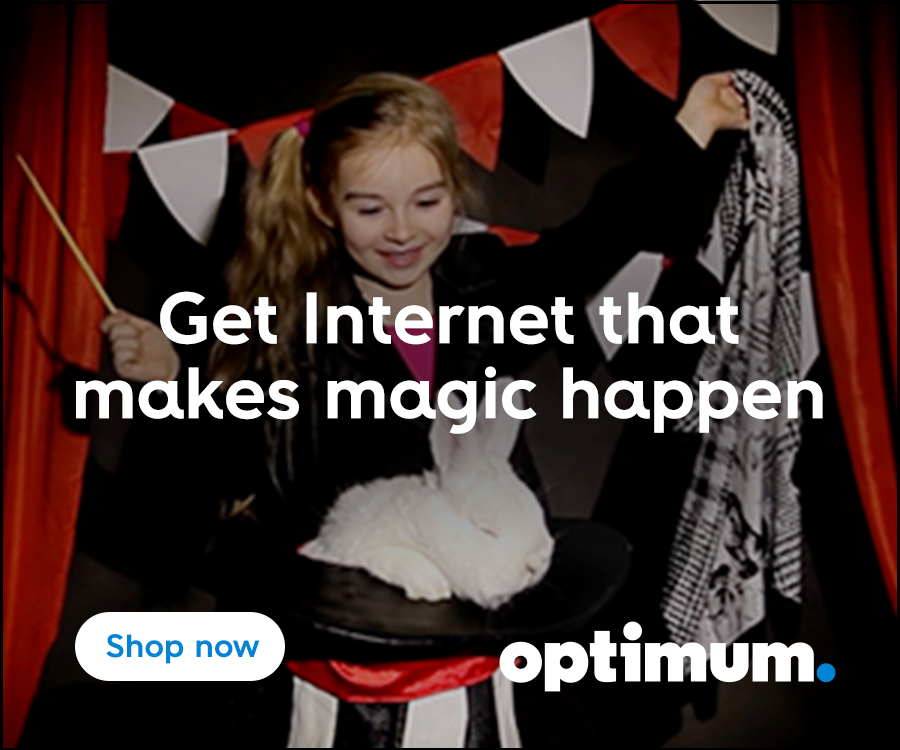 Get Internet that
makes magic happen
Shop now
optimum.